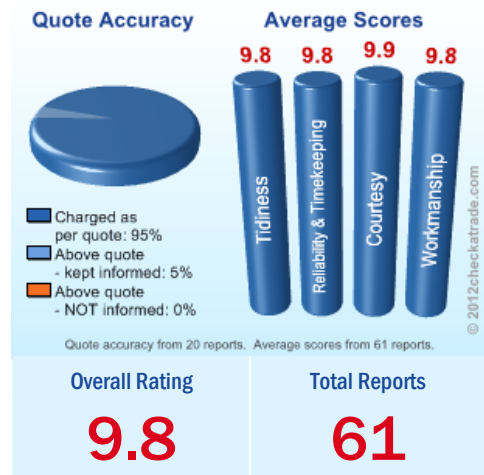 Quote Accuracy
Charged as
per quote: 95%
Above quote
- kept informed: 5%
Above quote
- NOT informed: 0%
Average Scores
9.8 9.8 9.9 9.8
Tidiness
Reliability & Timekeeping
Courtesy
Workmanship
© 2012checkatrade.com
Quote accuracy from 20 reports. Average scores from 61 reports.
Overall Rating
9.8
Total Reports
61